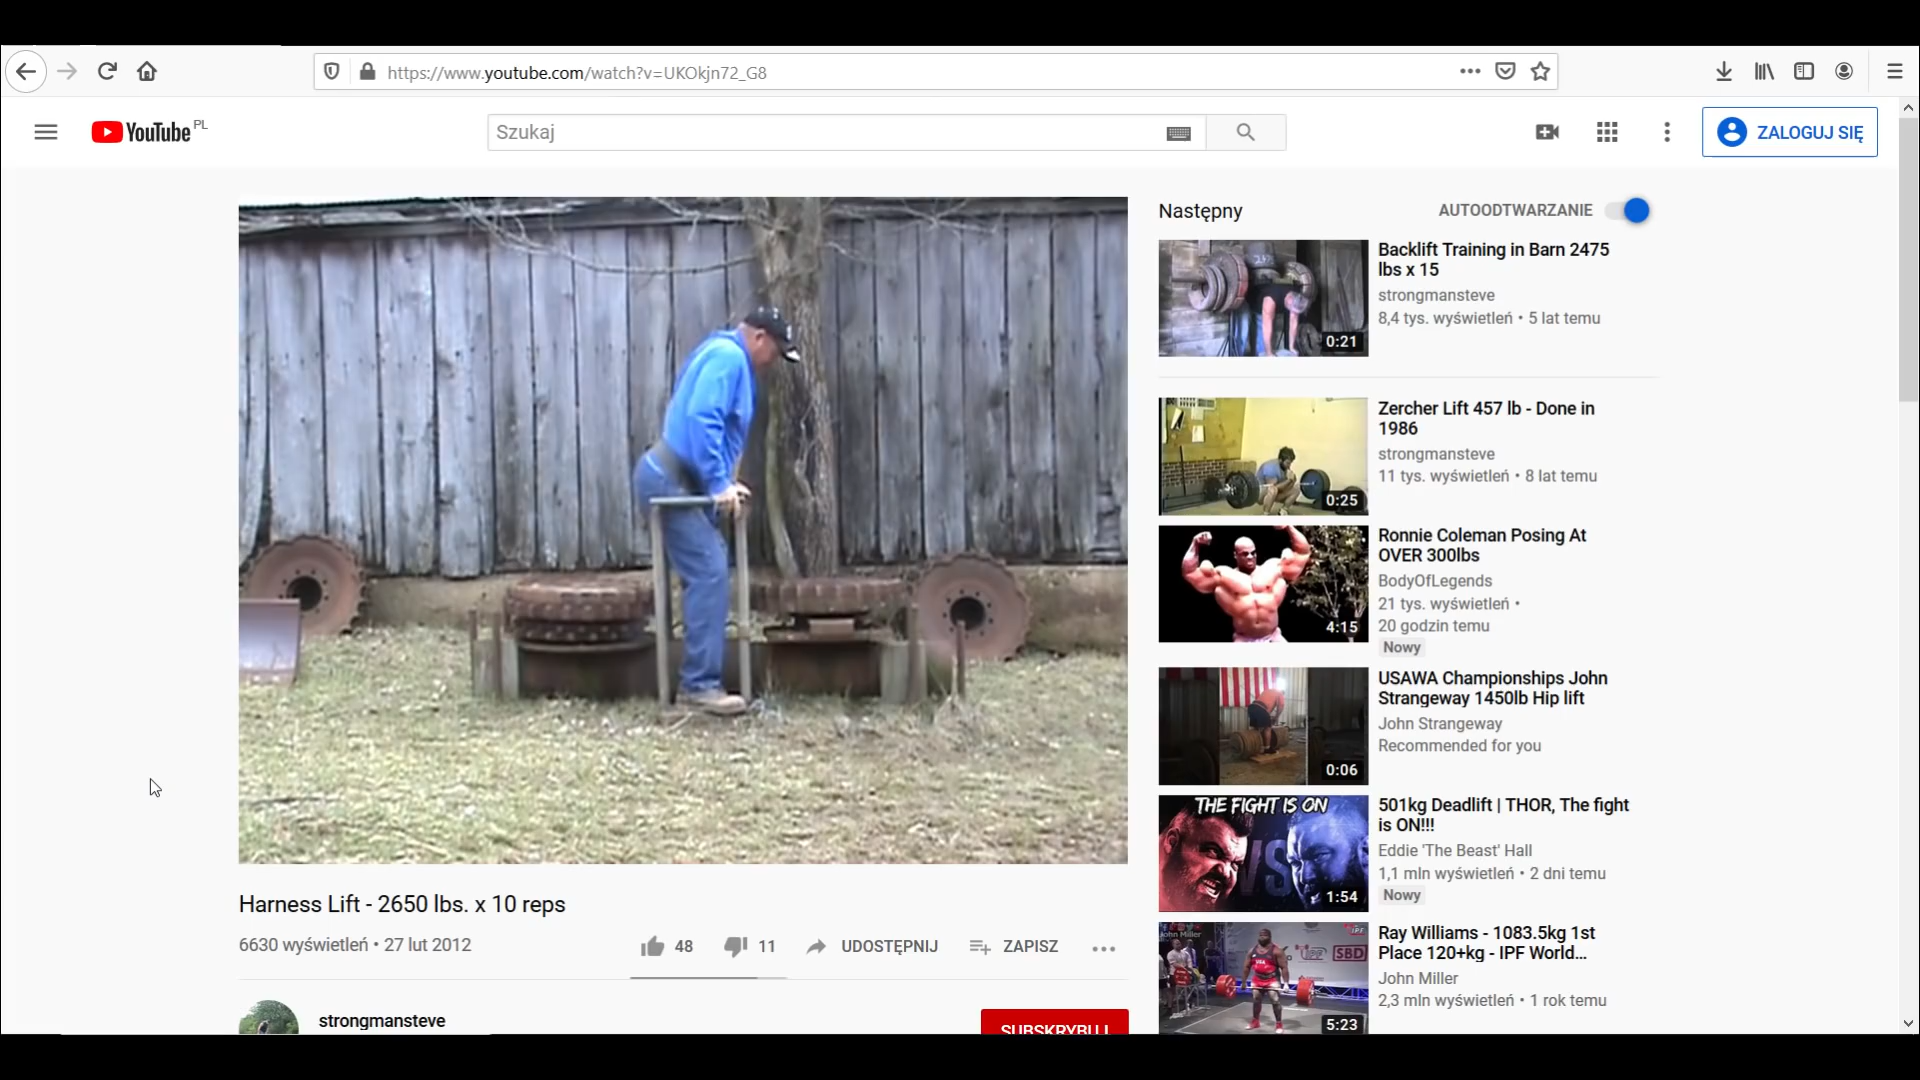 https://www.youtube.com/watch?v=UKOkjn72_G8
YouTube PL
Szukaj
ZALOGUJ SIĘ
Następny
AUTOODTWARZANIE
Backlift Training in Barn 2475
lbs x 15
strongmansteve
8,4 tys. wyświetleń • 5 lat temu
0:21
Zercher Lift 457 lb - Done in
1986
strongmansteve
11 tys. wyświetleń • 8 lat temu
0:25
Ronnie Coleman Posing At
OVER 300lbs
BodyOfLegends
21 tys. wyświetleń •
20 godzin temu
Nowy
4:15
USAWA Championships John
Strangeway 1450lb Hip lift
John Strangeway
Recommended for you
0:06
THE FIGHT IS ON
VS
501kg Deadlift | THOR, The fight
is ON!!!
Eddie 'The Beast' Hall
1,1 mln wyświetleń • 2 dni temu
Nowy
1:54
John Miller
SBD
USA
Ray Williams - 1083.5kg 1st
Place 120+kg - IPF World...
John Miller
2,3 mln wyświetleń • 1 rok temu
5:23
Harness Lift - 2650 lbs. x 10 reps
6630 wyświetleń • 27 lut 2012
48
11
UDOSTĘPNIJ
ZAPISZ
strongmansteve
SUBSKRYBUJ